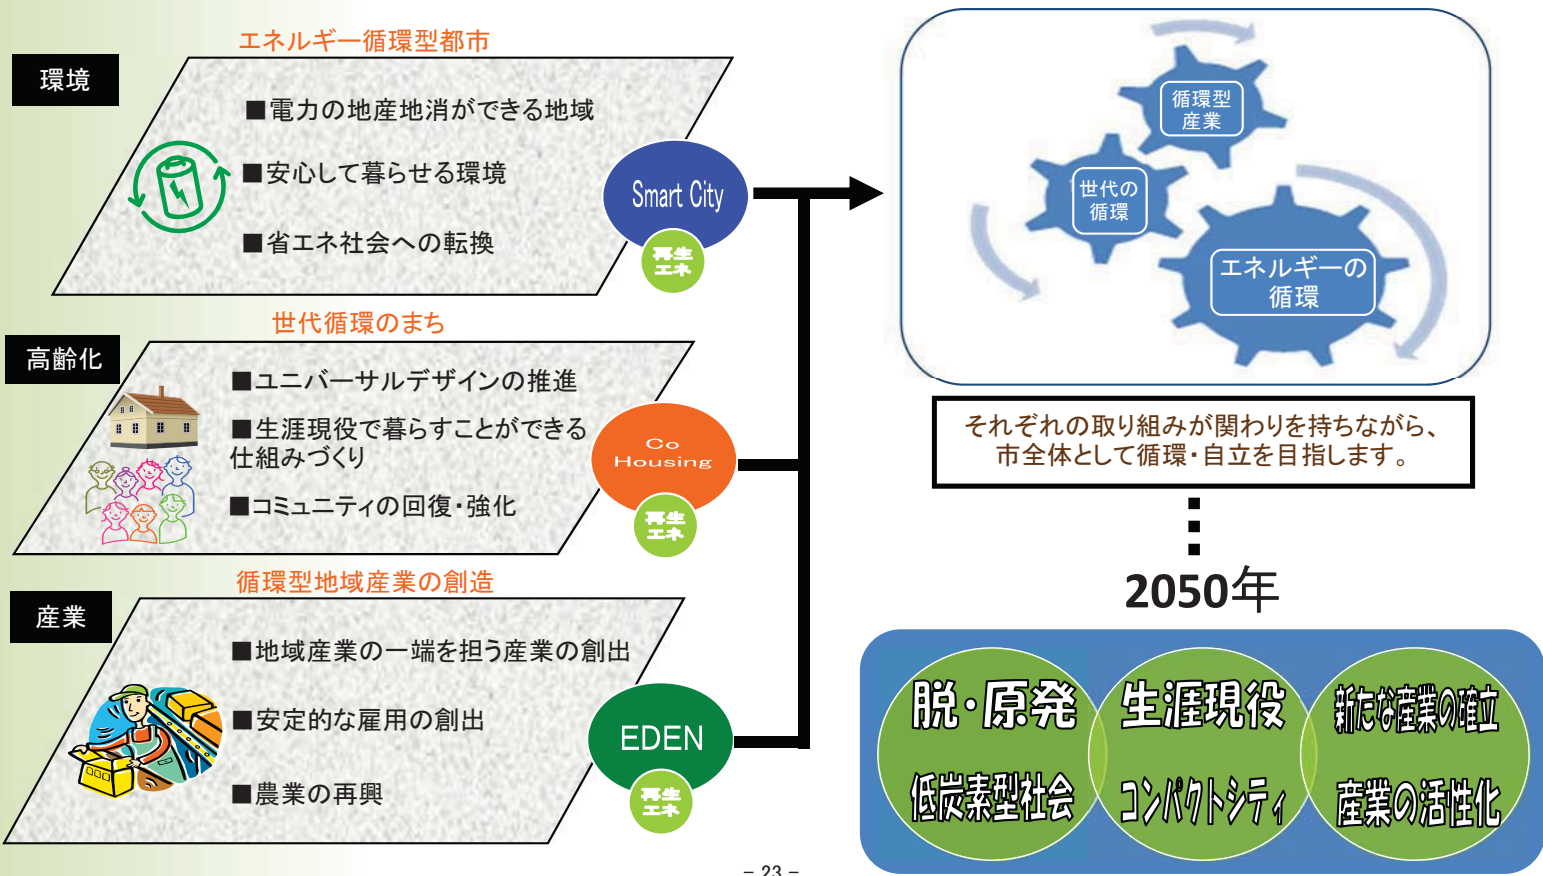 エネルギー循環型都市
環境
■電力の地産地消ができる地域
■安心して暮らせる環境
■省エネ社会への転換
Smart City
再生
エネ
世代循環のまち
高齢化
■ユニバーサルデザインの推進
■生涯現役で暮らすことができる
仕組みづくり
■コミュニティの回復・強化
Co
Housing
再生
エネ
循環型地域産業の創造
産業
■地域産業の一端を担う産業の創出
■安定的な雇用の創出
■農業の再興
EDEN
再生
エネ
循環型
産業
世代の
循環
エネルギーの
循環
それぞれの取り組みが関わりを持ちながら、
市全体として循環・自立を目指します。
2050年
脱・原発
低炭素型社会
生涯現役
コンパクトシティ
新たな産業の確立
産業の活性化
- 23 -